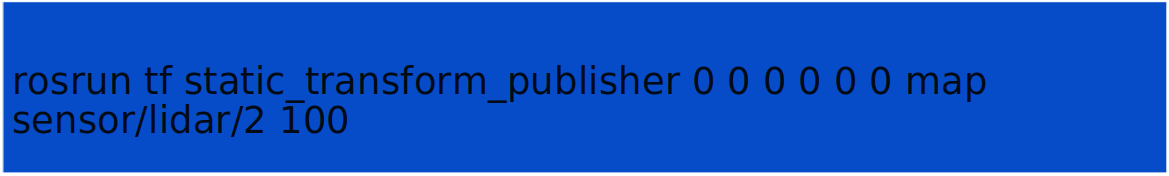 rosrun tf static_transform_publisher 0 0 0 0 0 0 map
sensor/lidar/2 100